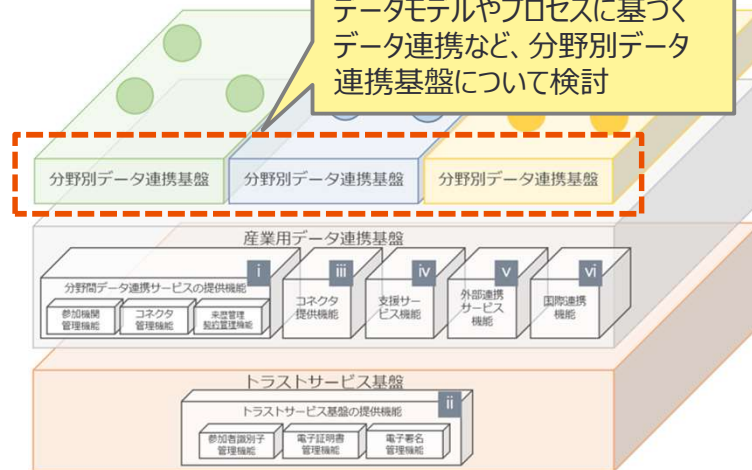 データモデルやプロセスに基づく
データ連携など、分野別データ
連携基盤について検討
分野別データ連携基盤
分野別データ連携基盤
分野別データ連携基盤
産業用データ連携基盤
i
分野間データ連携サービスの提供機能
参加機関
管理機能
コネクタ
管理機能
来歴管理
契約管理機能
iii
コネクタ
提供機能
iv
支援サー
ビス機能
v
外部連携
サービス
機能
vi
国際連携
機能
トラストサービス基盤
ii
トラストサービス基盤の提供機能
参加者識別子
管理機能
電子証明書
管理機能
電子署名
管理機能